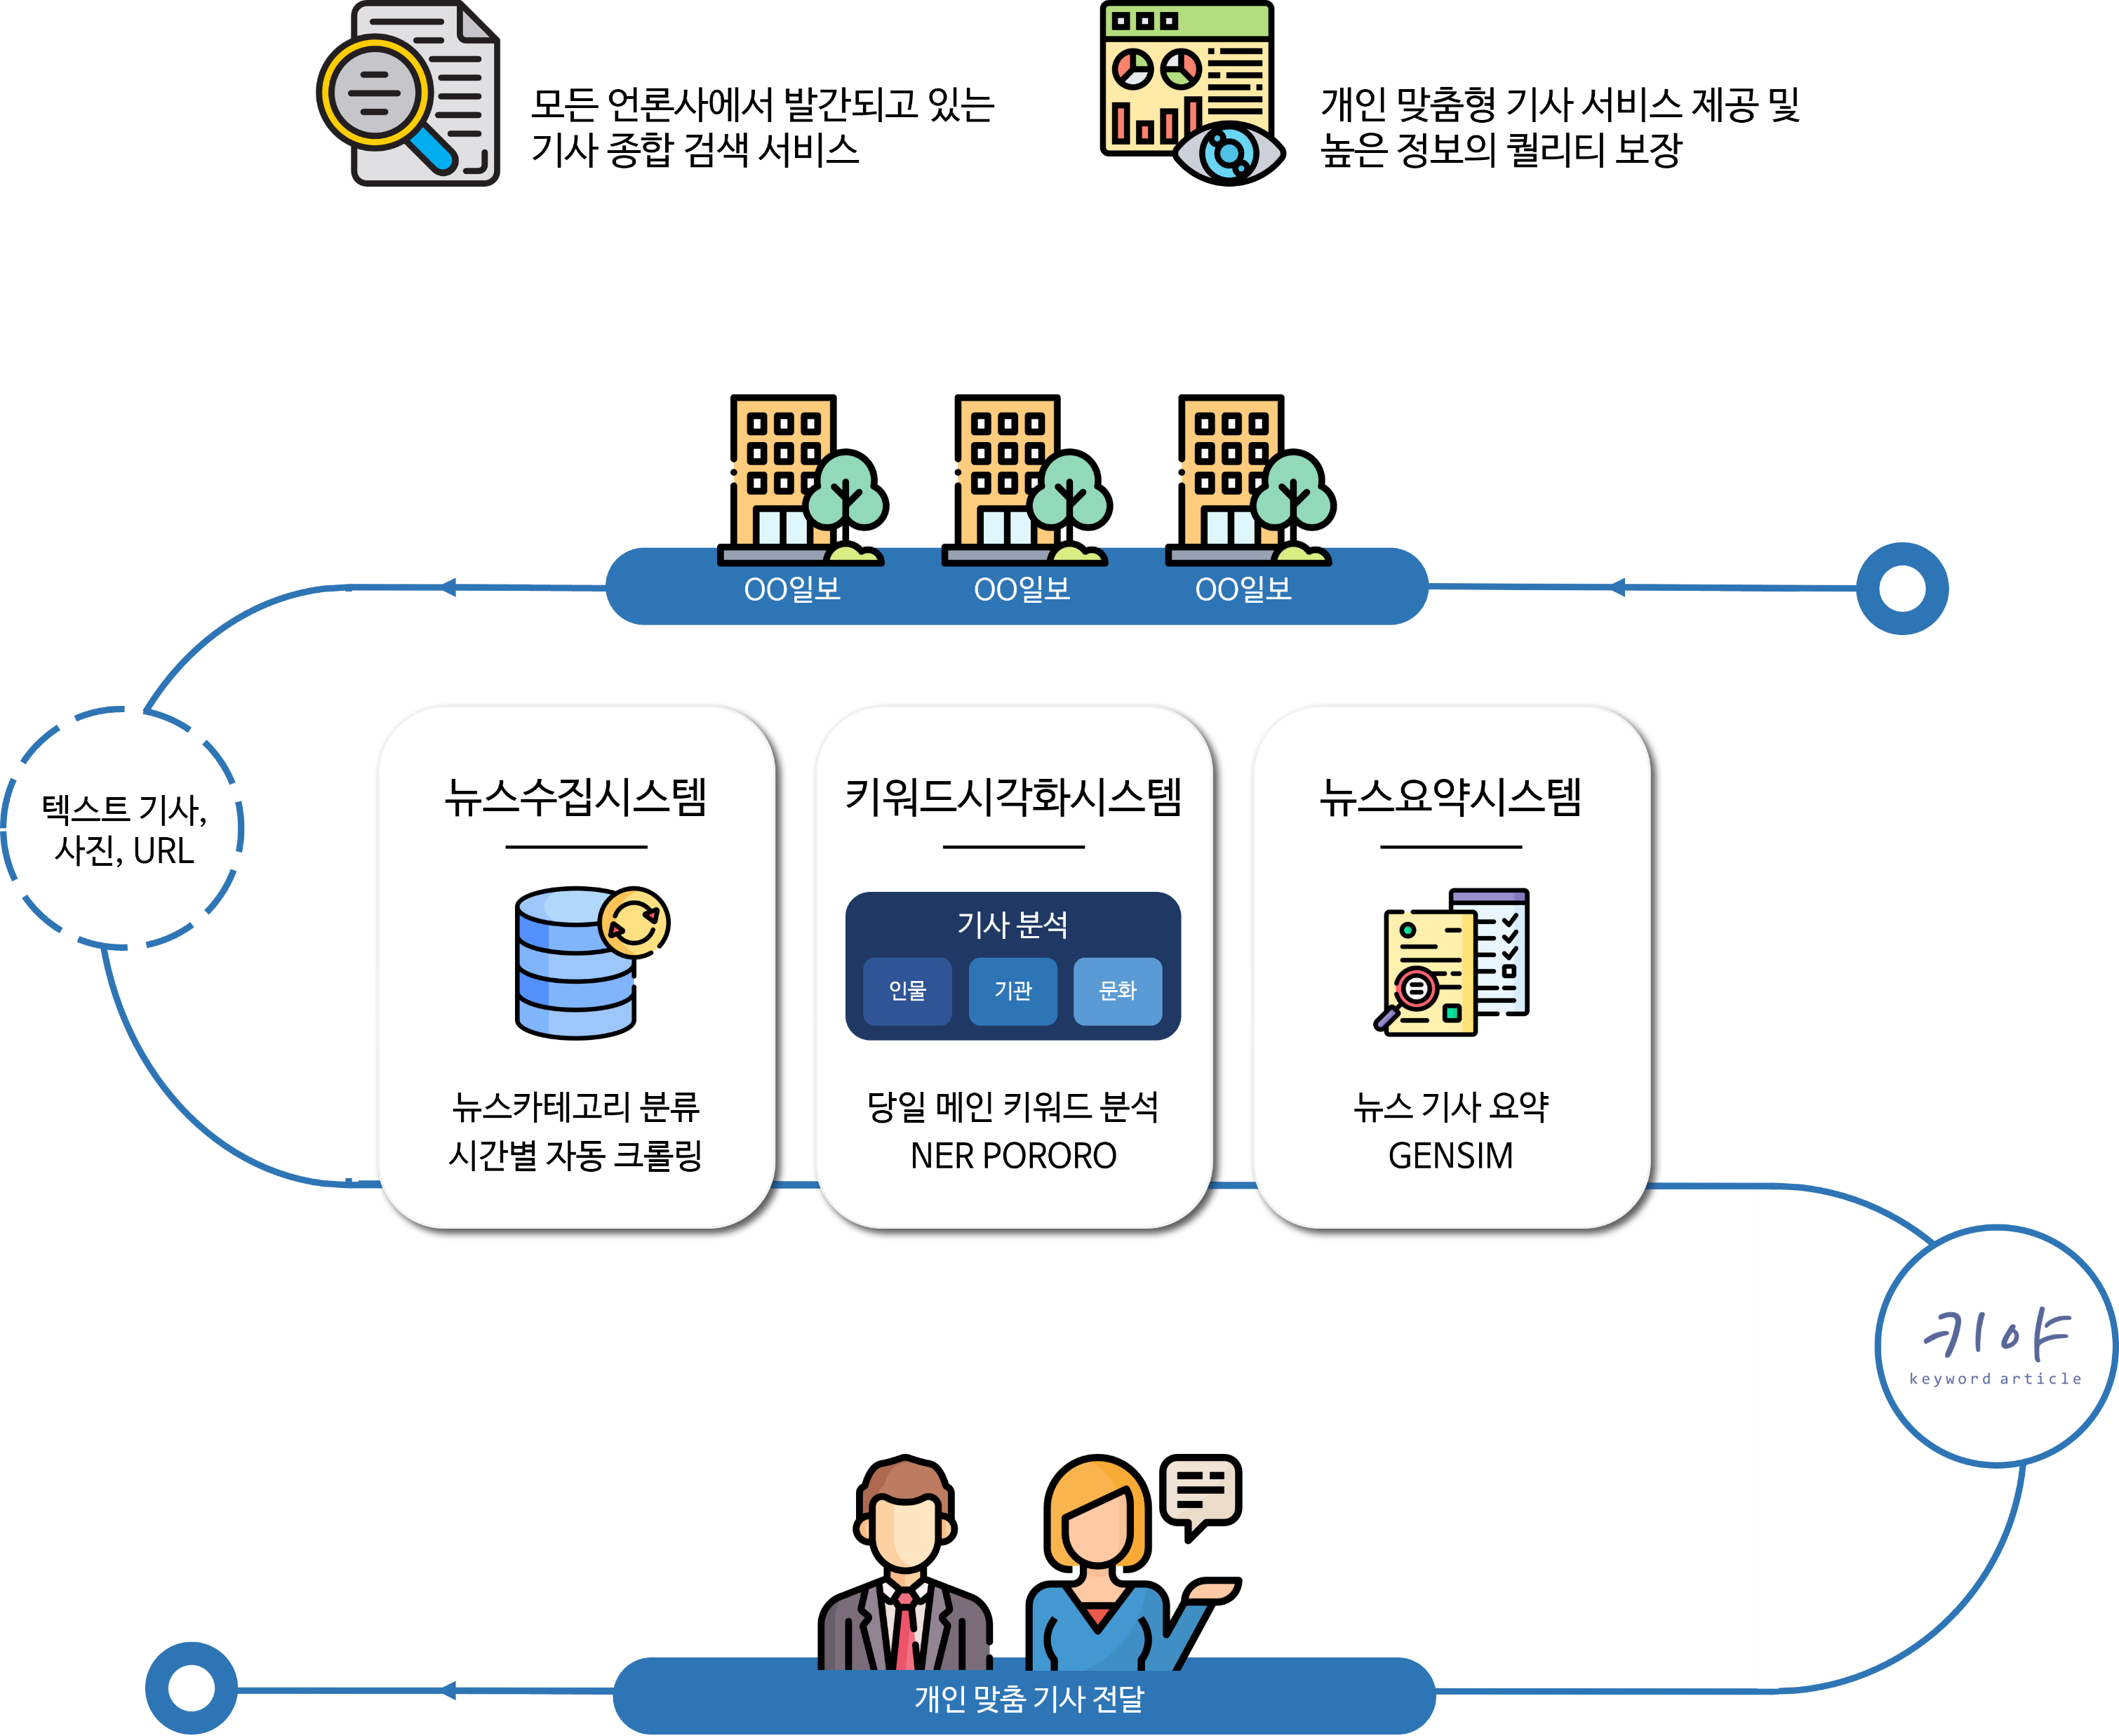 모든 언론사에서 발간되고 있는
기사 종합 검색 서비스
개인 맞춤형 기사 서비스 제공 및
높은 정보의 퀄리티 보장
OO일보
OO일보
OO일보
텍스트 기사,
사진, URL
뉴스수집시스템
뉴스카테고리 분류
시간별 자동 크롤링
키워드시각화시스템
기사 분석
인물
기관
문화
당일 메인 키워드 분석
NER PORORO
뉴스요약시스템
뉴스 기사 요약
GENSIM
키야
keyword article
개인 맞춤 기사 전달